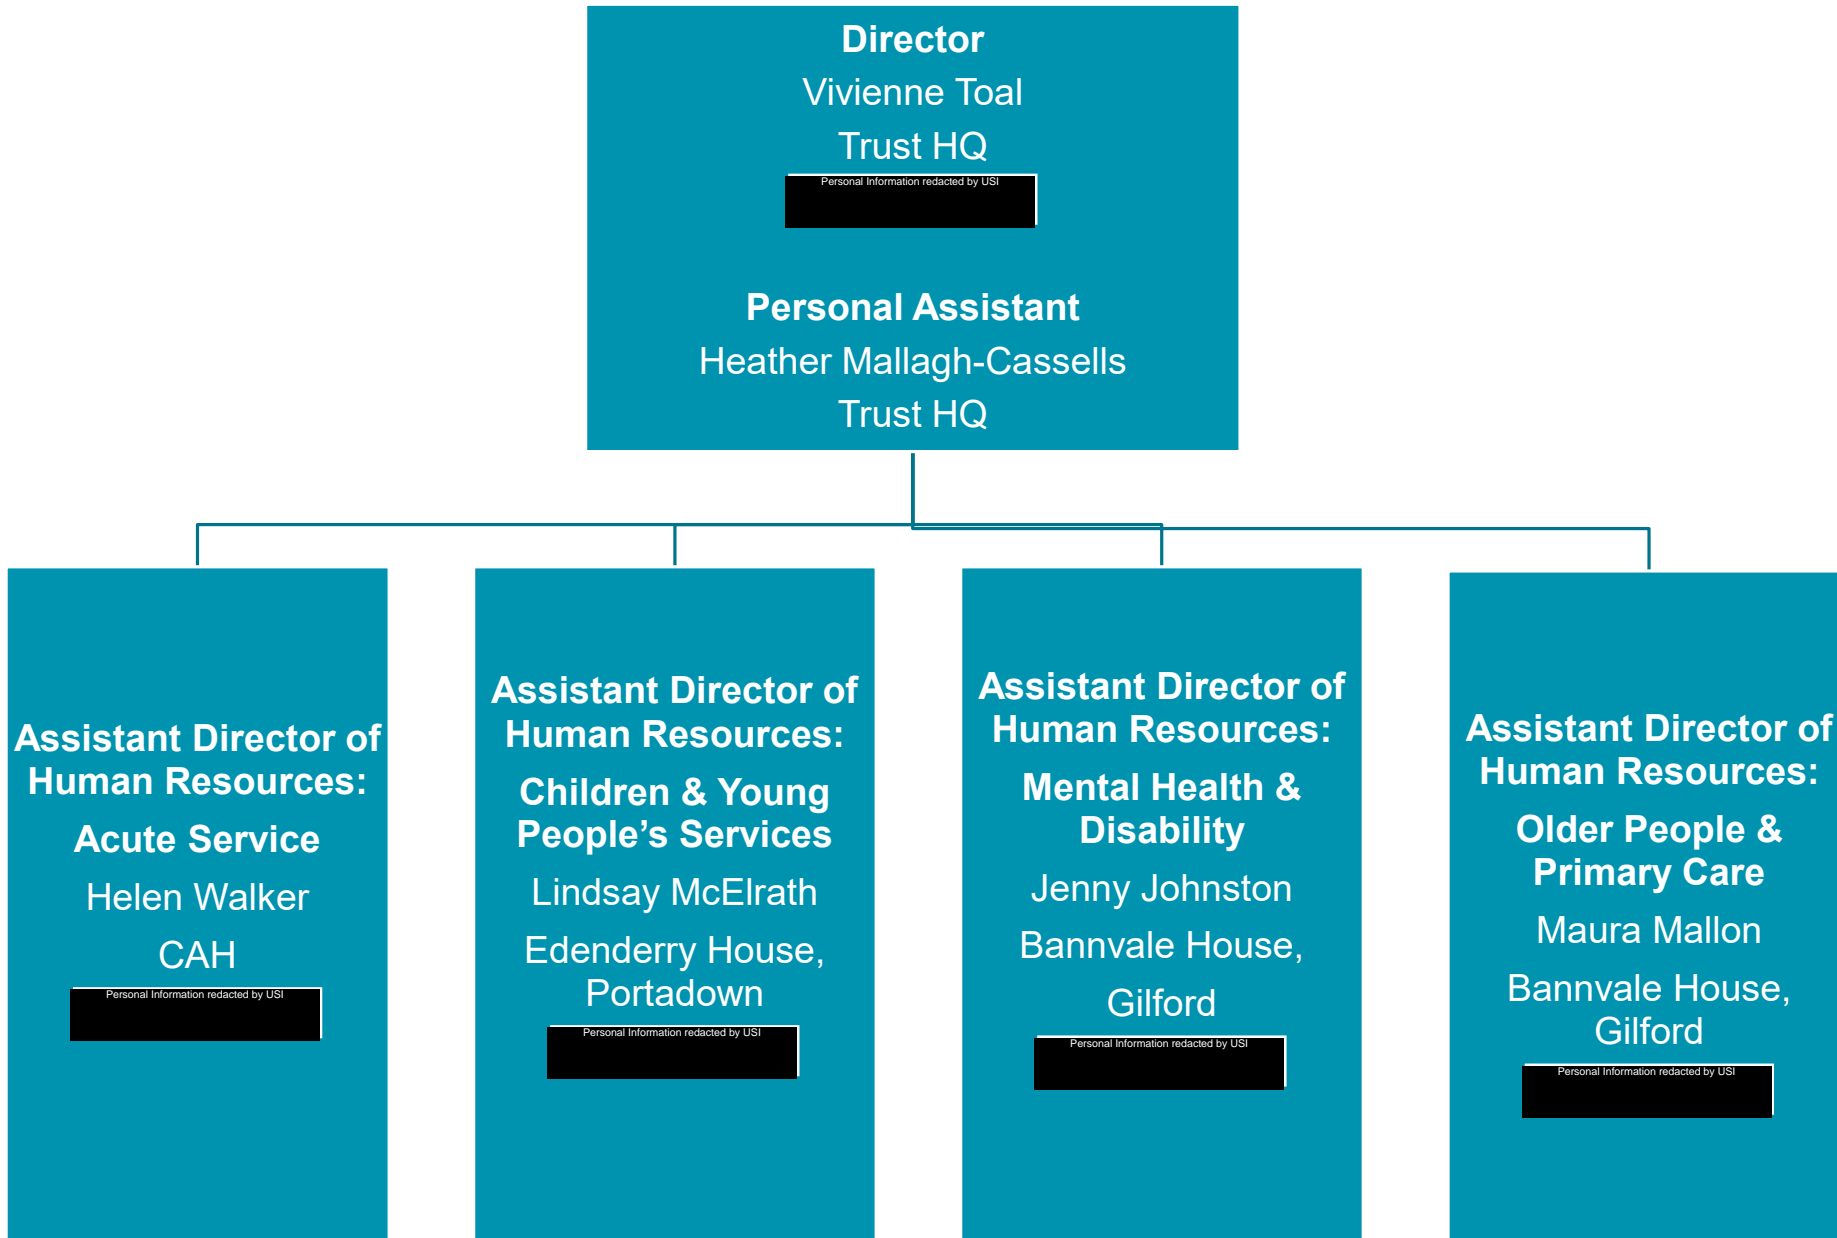 Director
Vivienne Toal
Trust HQ
Personal Information redacted by USI
Personal Assistant
Heather Mallagh-Cassells
Trust HQ
Assistant Director of
Human Resources:
Acute Service
Helen Walker
CAH
Personal Information redacted by USI
Assistant Director of
Human Resources:
Children & Young
People’s Services
Lindsay McElrath
Edenderry House,
Portadown
Personal Information redacted by USI
Assistant Director of
Human Resources:
Mental Health &
Disability
Jenny Johnston
Bannvale House,
Gilford
Personal Information redacted by USI
Assistant Director of
Human Resources:
Older People &
Primary Care
Maura Mallon
Bannvale House,
Gilford
Personal Information redacted by USI